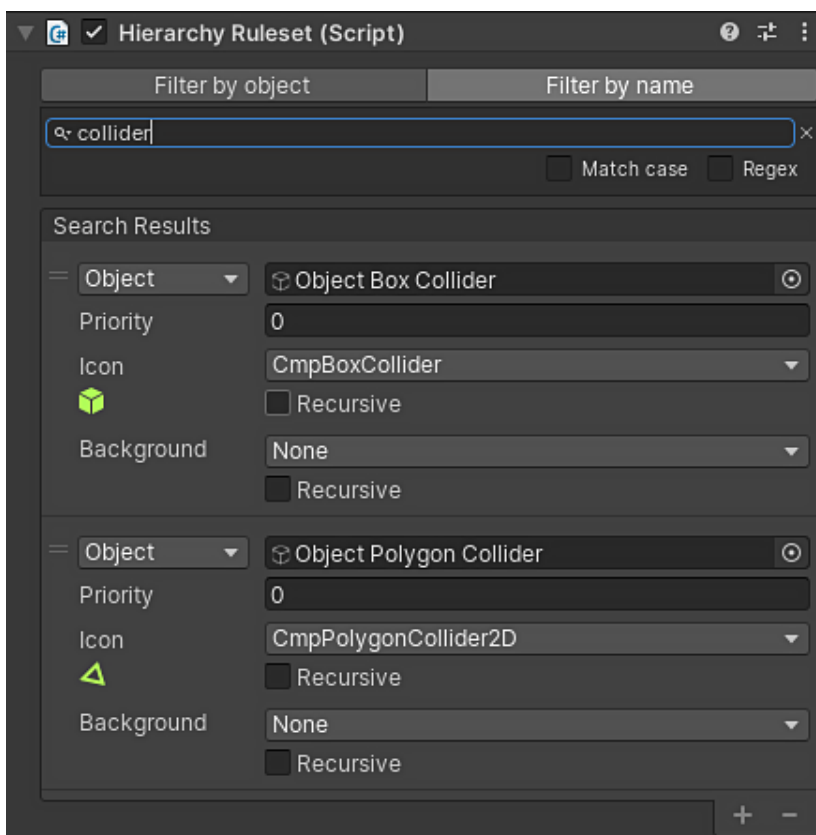 Hierarchy Ruleset (Script)
Filter by object Filter by name
collider
Match case Regex
Search Results
Object Object Box Collider
Priority 0
Icon CmpBoxCollider
Recursive
Background None
Recursive
Object Object Polygon Collider
Priority 0
Icon CmpPolygonCollider2D
Recursive
Background None
Recursive